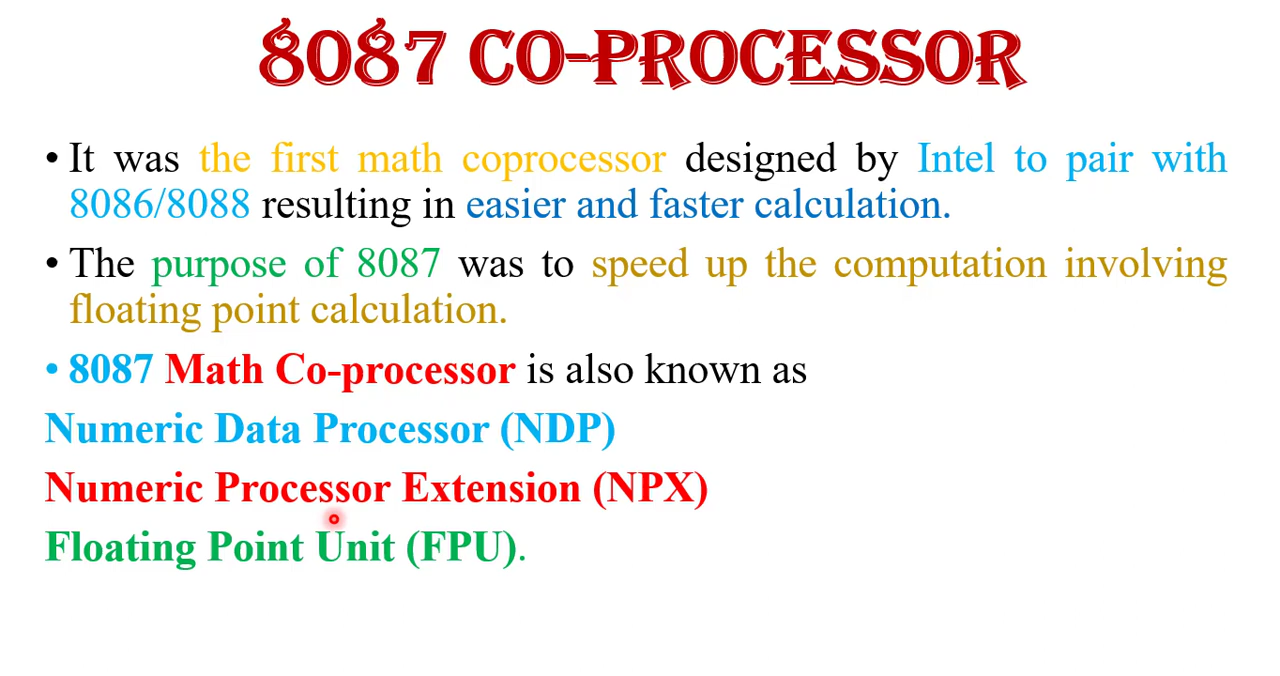 8087 CO-PROCESSOR
• It was the first math coprocessor designed by Intel to pair with
8086/8088 resulting in easier and faster calculation.
• The purpose of 8087 was to speed up the computation involving
floating point calculation.
• 8087 Math Co-processor is also known as
Numeric Data Processor (NDP)
Numeric Processor Extension (NPX)
Floating Point Unit (FPU).